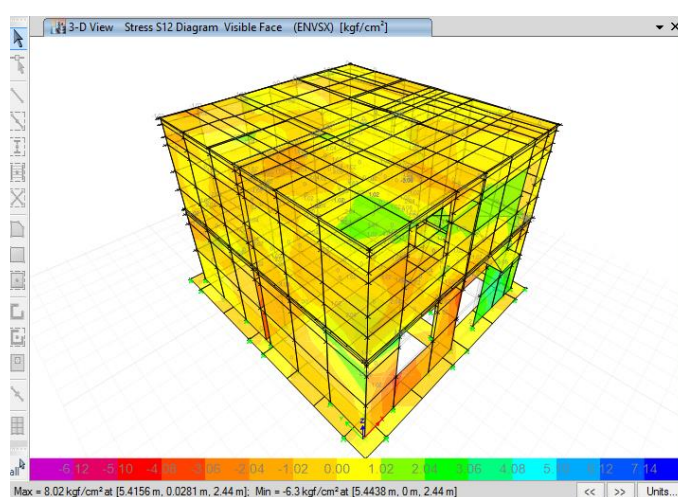 3-D View Stress S12 Diagram Visible Face (ENVSX) [kgf/cm²]
all
-6.12 -5.10 -4.08 -3.06 -2.04 -1.02 0.00 1.02 2.04 3.06 4.08 5.10 6.12 7.14
Max = 8.02 kgf/cm² at [5.4156 m, 0.0281 m, 2.44 m]; Min = -6.3 kgf/cm² at [5.4438 m, 0 m, 2.44 m] << >> Units...